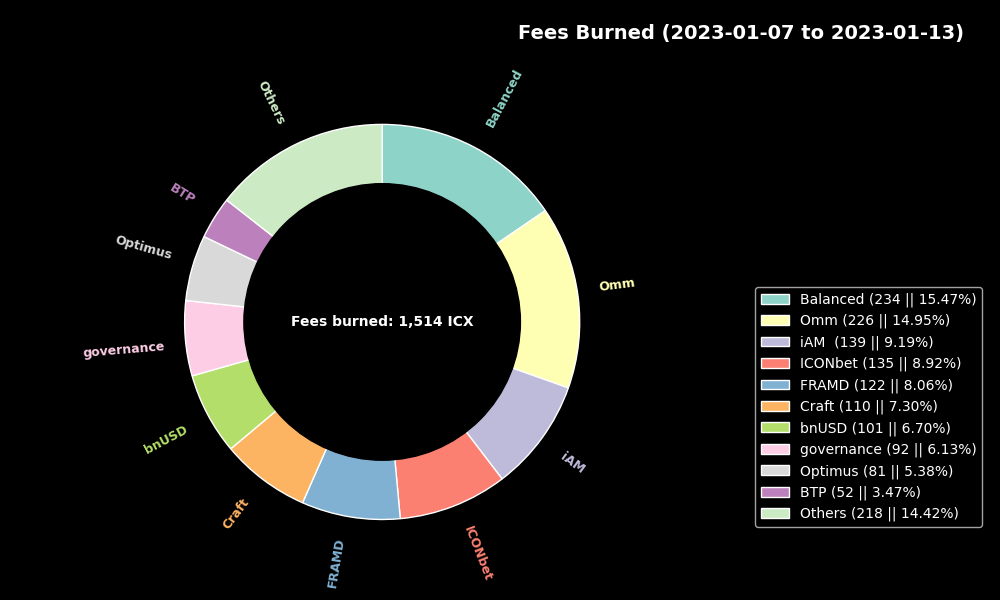 Fees Burned (2023-01-07 to 2023-01-13)
Balanced
Others
BTP
Optimus
Omm
Fees burned: 1,514 ICX
governance
bnUSD
iAM
Craft
ICONbet
FRAMD
Balanced (234 || 15.47%)
Omm (226 || 14.95%)
iAM  (139 || 9.19%)
ICONbet (135 || 8.92%)
FRAMD (122 || 8.06%)
Craft (110 || 7.30%)
bnUSD (101 || 6.70%)
governance (92 || 6.13%)
Optimus (81 || 5.38%)
BTP (52 || 3.47%)
Others (218 || 14.42%)